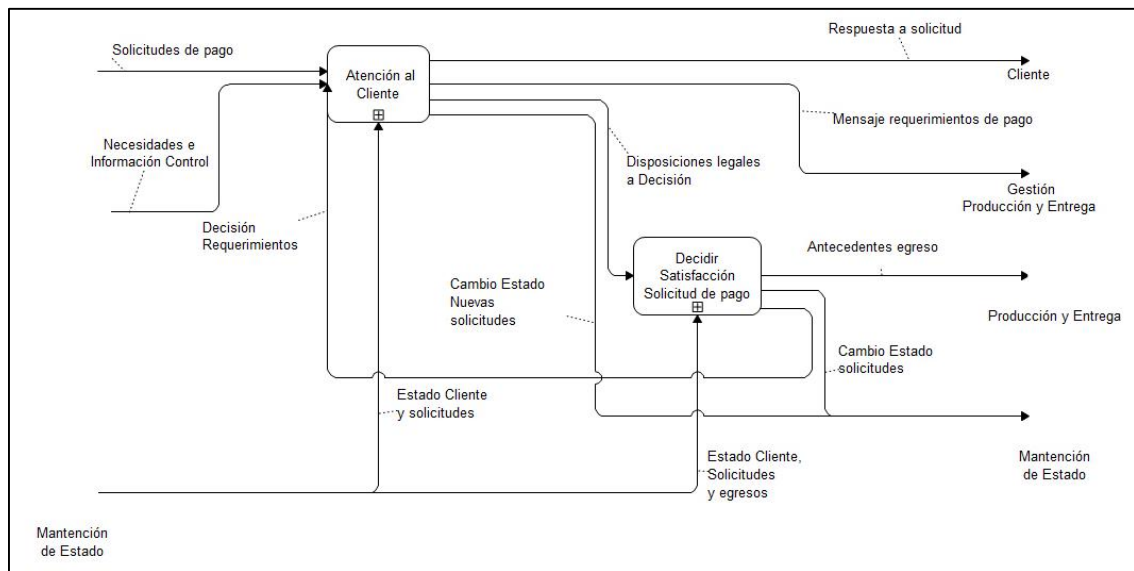 Solicitudes de pago
Respuesta a solicitud
Cliente
Atención al
Cliente
Mensaje requerimientos de pago
Necesidades e
Información Control
Disposiciones legales
a Decisión
Gestión
Producción y Entrega
Decisión
Requerimientos
Decidir
Satisfacción
Solicitud de pago
Antecedentes egreso
Cambio Estado
Nuevas
solicitudes
Producción y Entrega
Cambio Estado
solicitudes
Estado Cliente
y solicitudes
Mantención
de Estado
Estado Cliente,
Solicitudes
y egresos
Mantención
de Estado